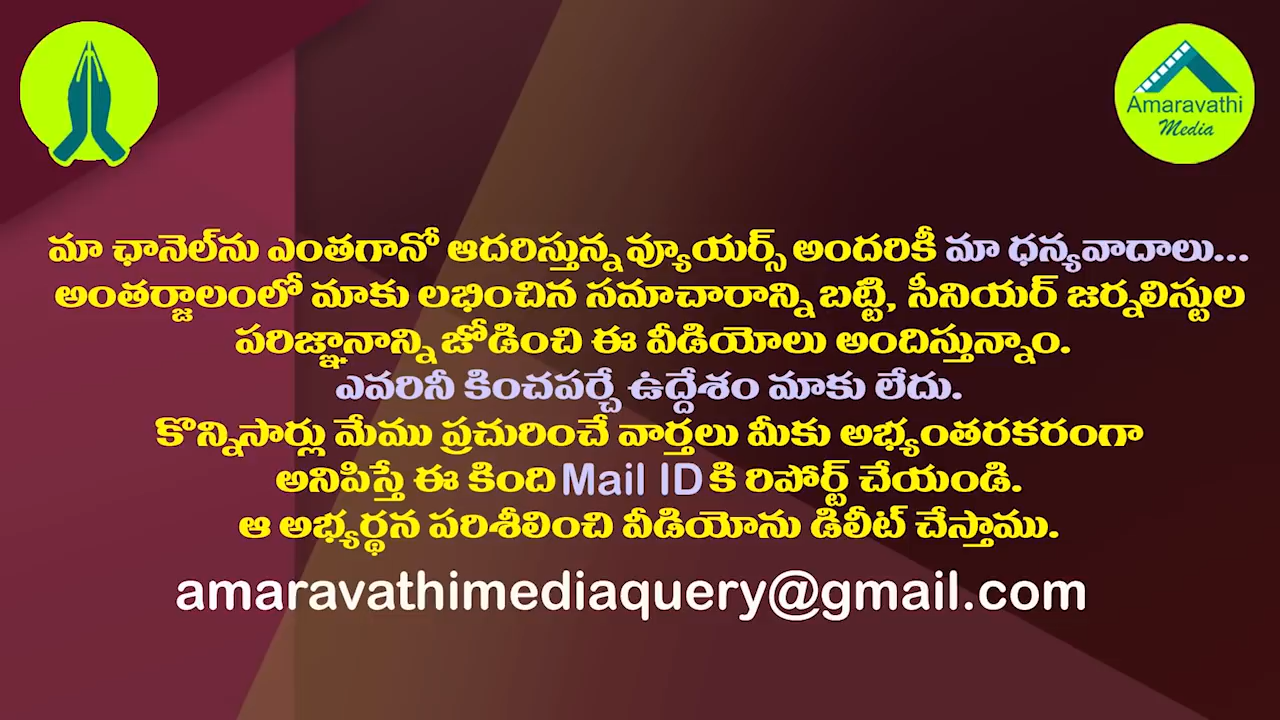 Amaravathi
Media
మా ఛానెల్‌ను ఎంతగానో ఆదరిస్తున్న వ్యూయర్స్ అందరికీ మా ధన్యవాదాలు...
అంతర్జాలంలో మాకు లభించిన సమాచారాన్ని బట్టి, సీనియర్ జర్నలిస్టుల
పరిజ్ఞానాన్ని జోడించి ఈ వీడియోలు అందిస్తున్నాం.
ఎవరినీ కించపర్చే ఉద్దేశం మాకు లేదు.
కొన్నిసార్లు మేము ప్రచురించే వార్తలు మీకు అభ్యంతరకరంగా
అనిపిస్తే ఈ కింది Mail ID కి రిపోర్ట్ చేయండి.
ఆ అభ్యర్థన పరిశీలించి వీడియోను డిలీట్ చేస్తాము.
amaravathimediaquery@gmail.com